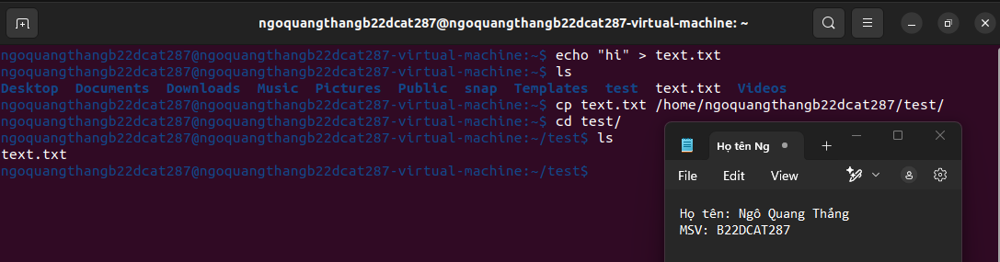 ngoquangthangb22dcat287@ngoquangthangb22dcat287-virtual-machine: ~
ngoquangthangb22dcat287@ngoquangthangb22dcat287-virtual-machine:~$ echo "hi" > text.txt
ngoquangthangb22dcat287@ngoquangthangb22dcat287-virtual-machine:~$ ls
Desktop Documents Downloads Music Pictures Public snap Templates test text.txt Videos
ngoquangthangb22dcat287@ngoquangthangb22dcat287-virtual-machine:~$ cp text.txt /home/ngoquangthangb22dcat287/test/
ngoquangthangb22dcat287@ngoquangthangb22dcat287-virtual-machine:~$ cd test/
ngoquangthangb22dcat287@ngoquangthangb22dcat287-virtual-machine:~/test$ ls
text.txt
ngoquangthangb22dcat287@ngoquangthangb22dcat287-virtual-machine:~/test$
Họ tên Ng
File Edit View
Họ tên: Ngô Quang Thắng
MSV: B22DCAT287